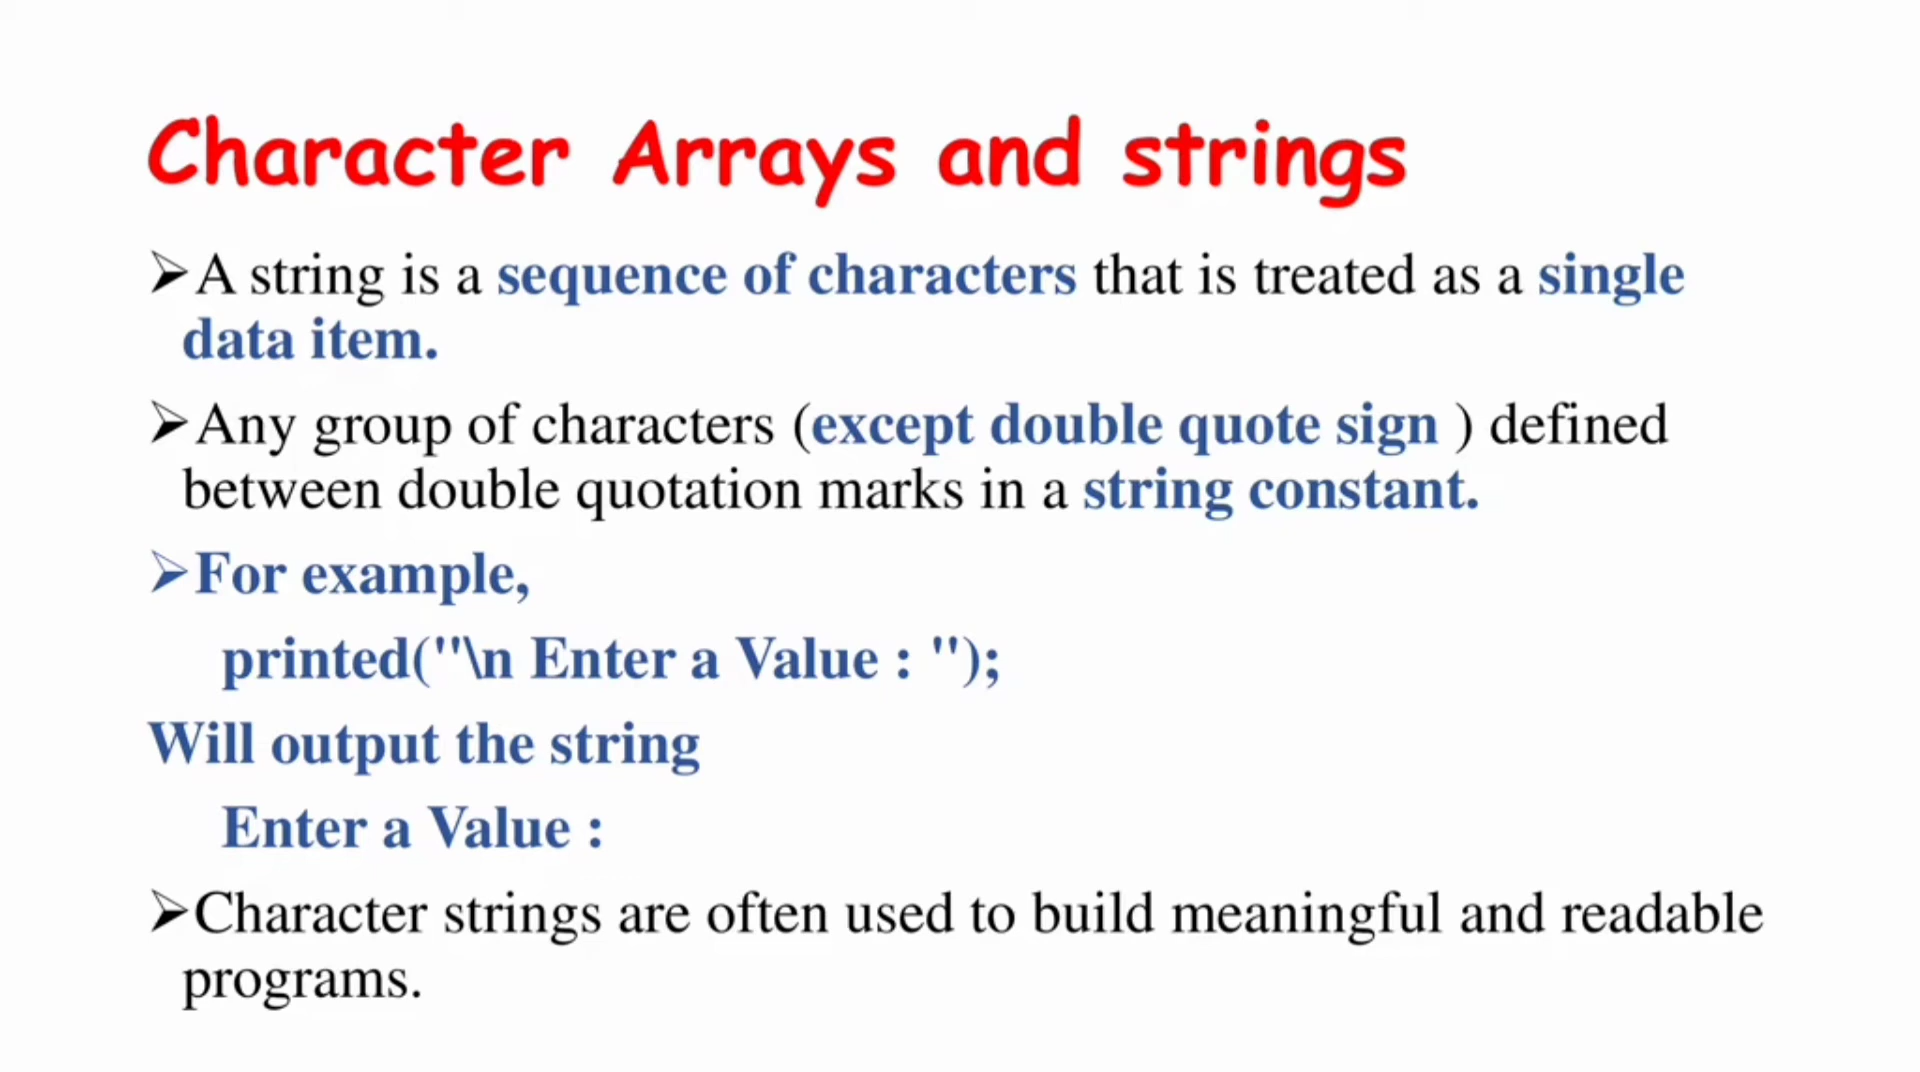 Character Arrays and strings
➢A string is a sequence of characters that is treated as a single
data item.
➢Any group of characters (except double quote sign ) defined
between double quotation marks in a string constant.
➢For example,
printed("\n Enter a Value : ");
Will output the string
Enter a Value :
➢Character strings are often used to build meaningful and readable
programs.